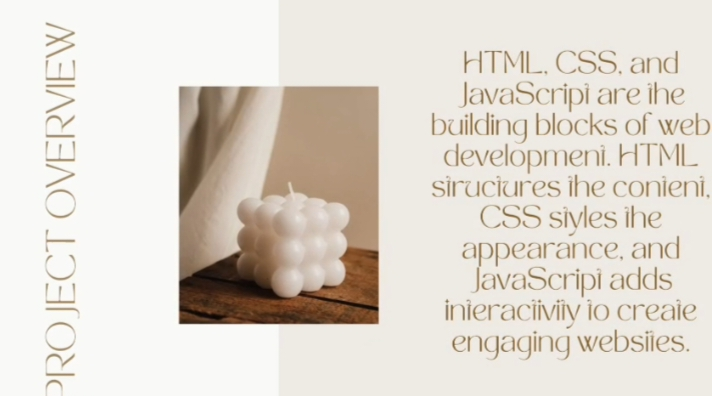 PROJECT OVERVIEW
HTML, CSS, and
JavaScript are the
building blocks of web
development. HTML
structures the content,
CSS styles the
appearance, and
JavaScript adds
interactivity to create
engaging websites.